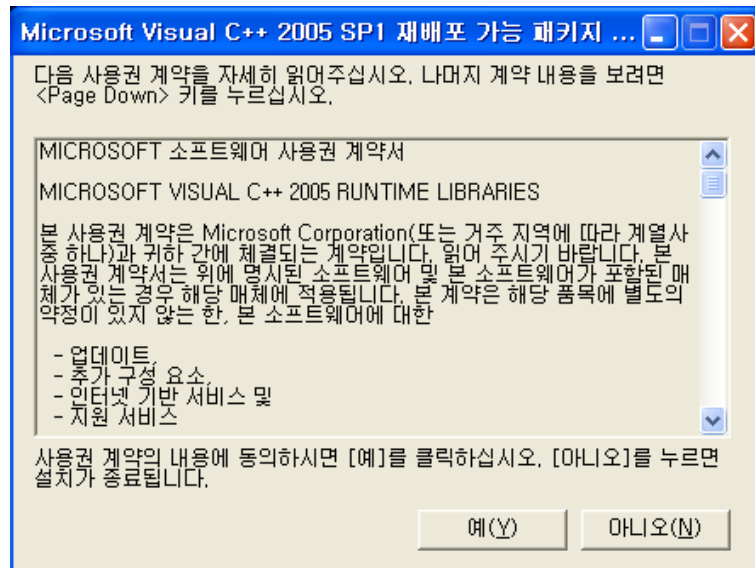 Microsoft Visual C++ 2005 SP1 재배포 가능 패키지 ...
다음 사용권 계약을 자세히 읽어주십시오. 나머지 계약 내용을 보려면
<Page Down> 키를 누르십시오.
MICROSOFT 소프트웨어 사용권 계약서
MICROSOFT VISUAL C++ 2005 RUNTIME LIBRARIES
본 사용권 계약은 Microsoft Corporation(또는 거주 지역에 따라 계열사
중 하나)과 귀하 간에 체결되는 계약입니다. 읽어 주시기 바랍니다. 본
사용권 계약서는 위에 명시된 소프트웨어 및 본 소프트웨어가 포함된 매
체가 있는 경우 해당 매체에 적용됩니다. 본 계약은 해당 품목에 별도의
약정이 있지 않는 한, 본 소프트웨어에 대한
- 업데이트,
- 추가 구성 요소,
- 인터넷 기반 서비스 및
- 지원 서비스
사용권 계약의 내용에 동의하시면 [예]를 클릭하십시오. [아니오]를 누르면
설치가 종료됩니다.
예(Y)
아니오(N)